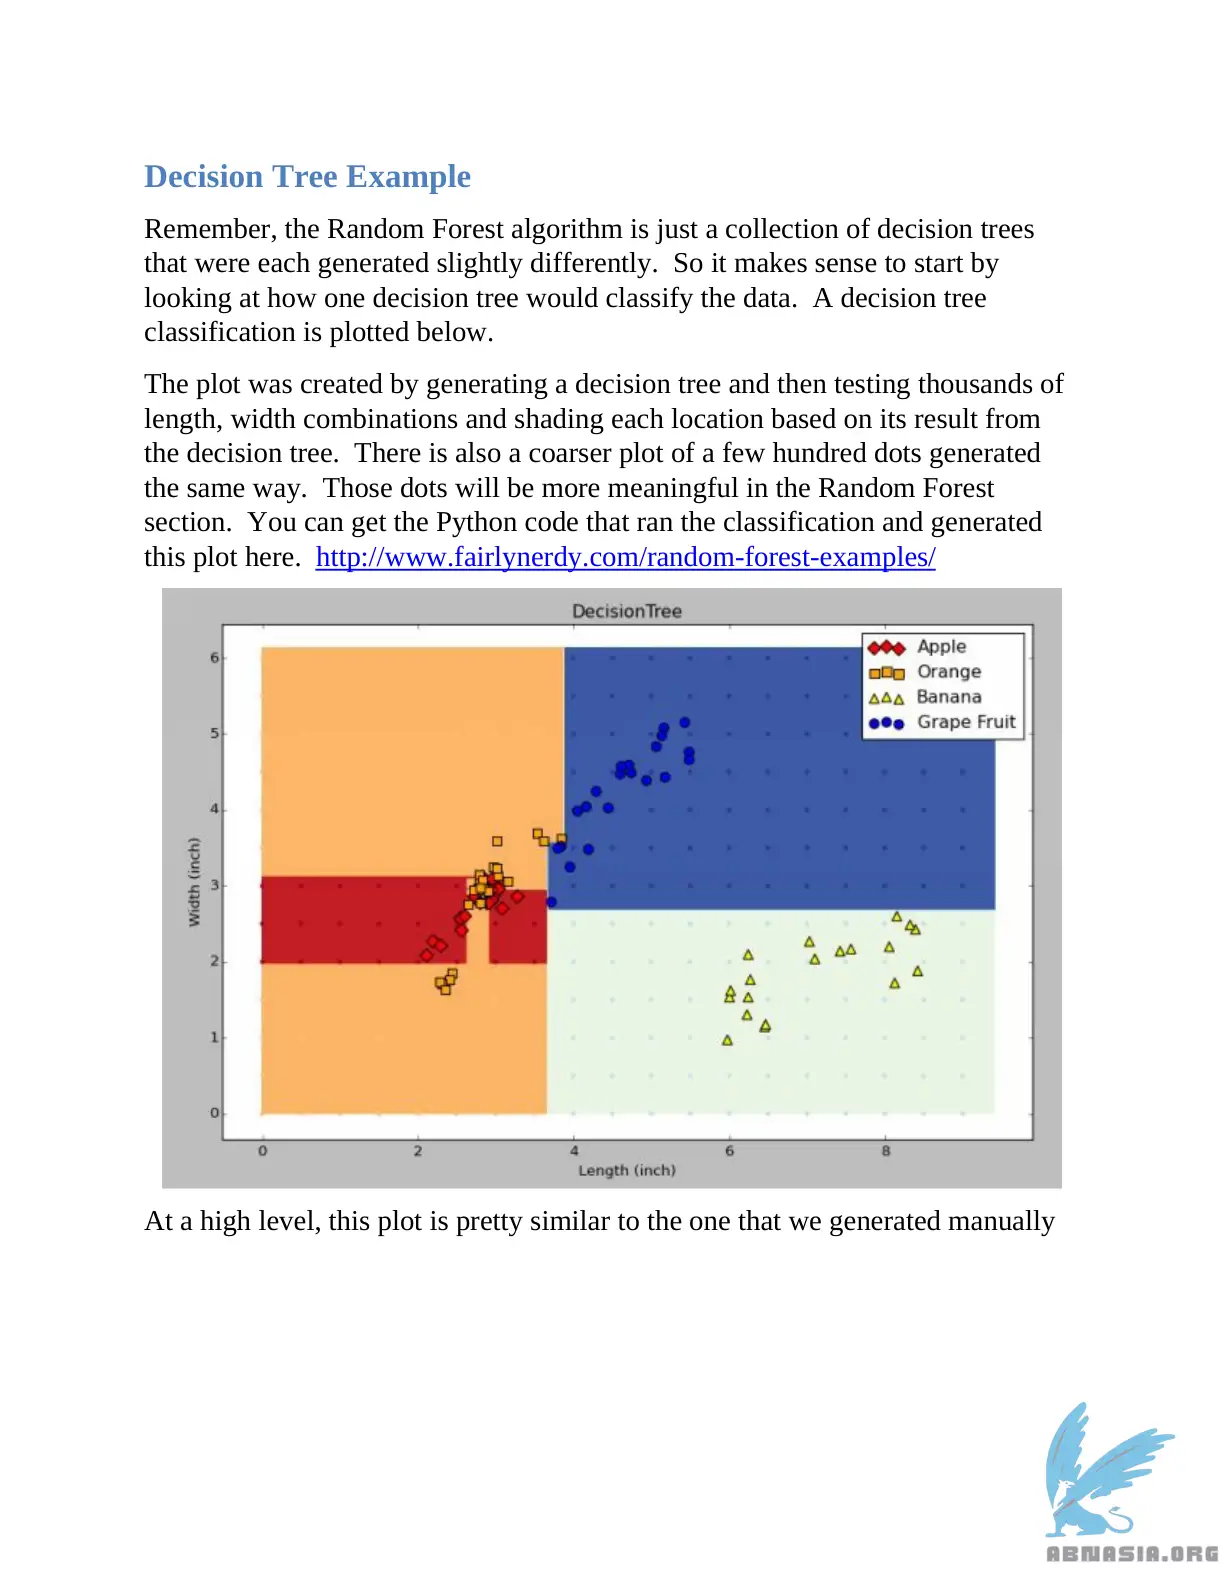 Decision Tree Example
Remember, the Random Forest algorithm is just a collection of decision trees
that were each generated slightly differently.  So it makes sense to start by
looking at how one decision tree would classify the data.  A decision tree
classification is plotted below.
The plot was created by generating a decision tree and then testing thousands of
length, width combinations and shading each location based on its result from
the decision tree.  There is also a coarser plot of a few hundred dots generated
the same way.  Those dots will be more meaningful in the Random Forest
section.  You can get the Python code that ran the classification and generated
this plot here.  http://www.fairlynerdy.com/random-forest-examples/
DecisionTree
Apple
Orange
Banana
Grape Fruit
Width (inch)
6
5
4
3
2
1
0
0 2 4 6 8
Length (inch)
At a high level, this plot is pretty similar to the one that we generated manually
ABNASIA.ORG